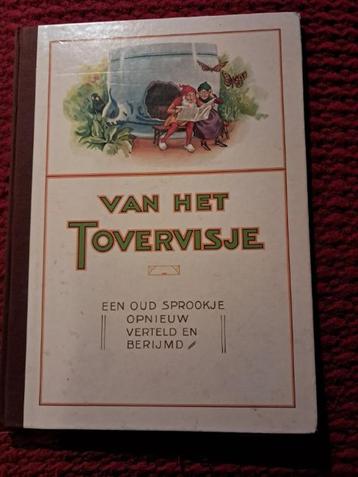 VAN HET
TOVERVISJE
EEN OUD SPROOKJE
OPNIEUW
VERTELD EN
BERIJMD